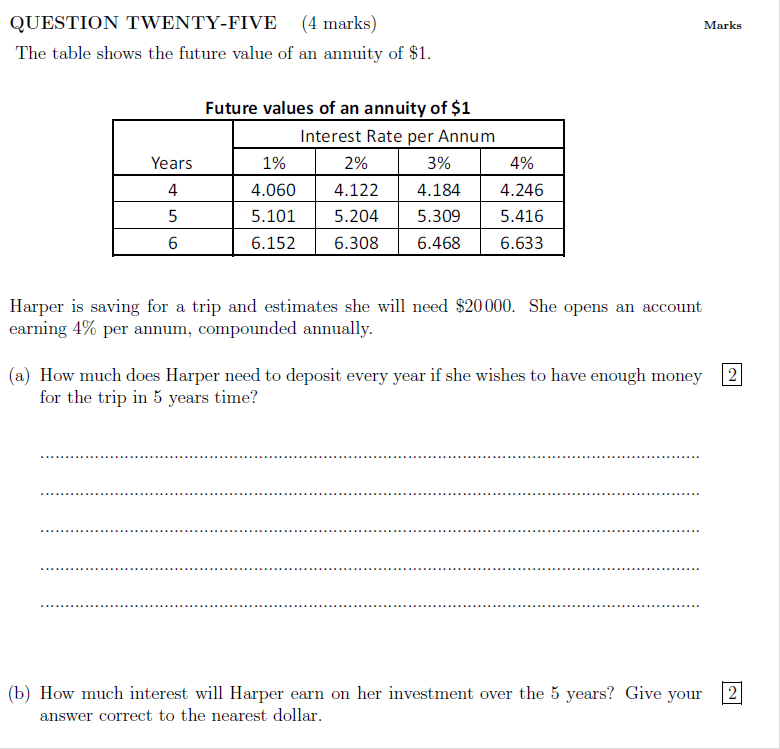 QUESTION TWENTY-FIVE (4 marks) Marks
The table shows the future value of an annuity of $1.
Future values of an annuity of $1
Interest Rate per Annum
Years 1% 2% 3% 4%
4 4.060 4.122 4.184 4.246
5 5.101 5.204 5.309 5.416
6 6.152 6.308 6.468 6.633
Harper is saving for a trip and estimates she will need $20 000. She opens an account
earning 4% per annum, compounded annually.
(a) How much does Harper need to deposit every year if she wishes to have enough money 2
for the trip in 5 years time?
(b) How much interest will Harper earn on her investment over the 5 years? Give your 2
answer correct to the nearest dollar.